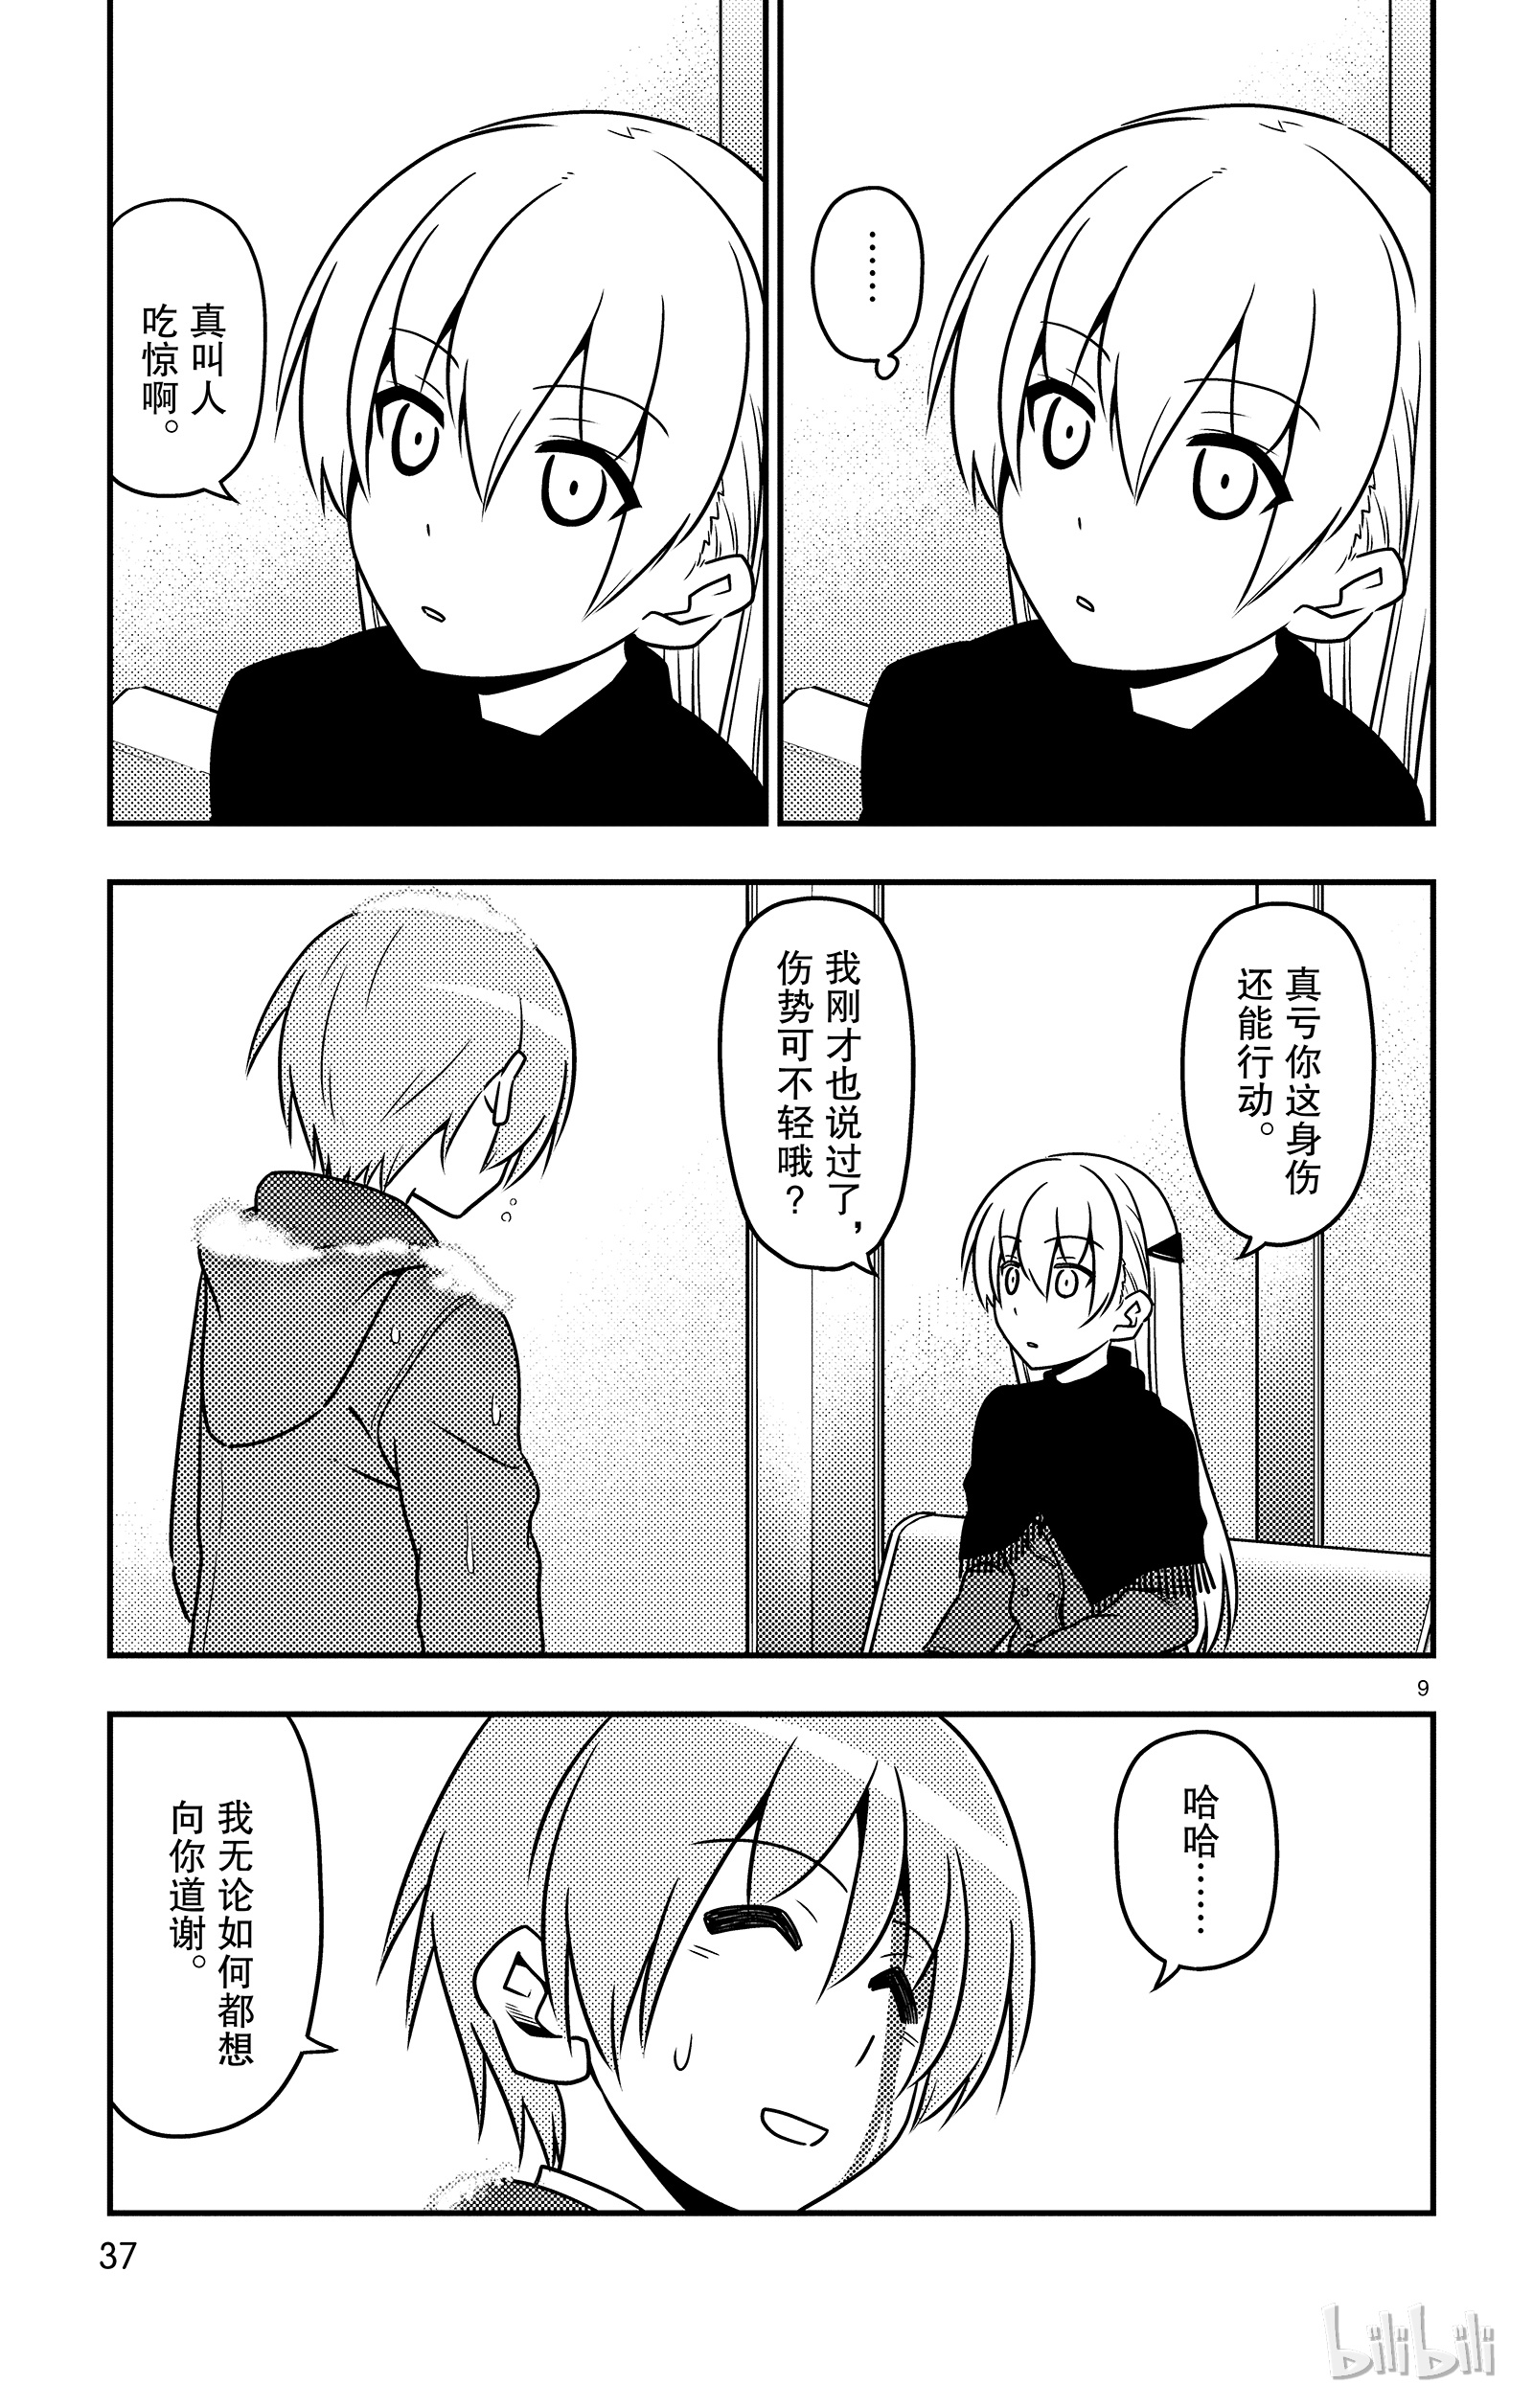 ……
真叫人
吃惊啊。
真亏你这身伤
还能行动。
我刚才也说过了，
伤势可不轻哦？
9
哈哈……
我无论如何都想
向你道谢。
37
bilibili